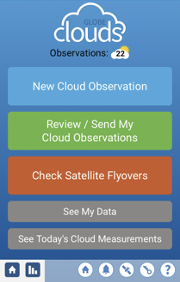 GLOBE
clouds
Observations: 22
New Cloud Observation
Review / Send My
Cloud Observations
Check Satellite Flyovers
See My Data
See Today's Cloud Measurements
?